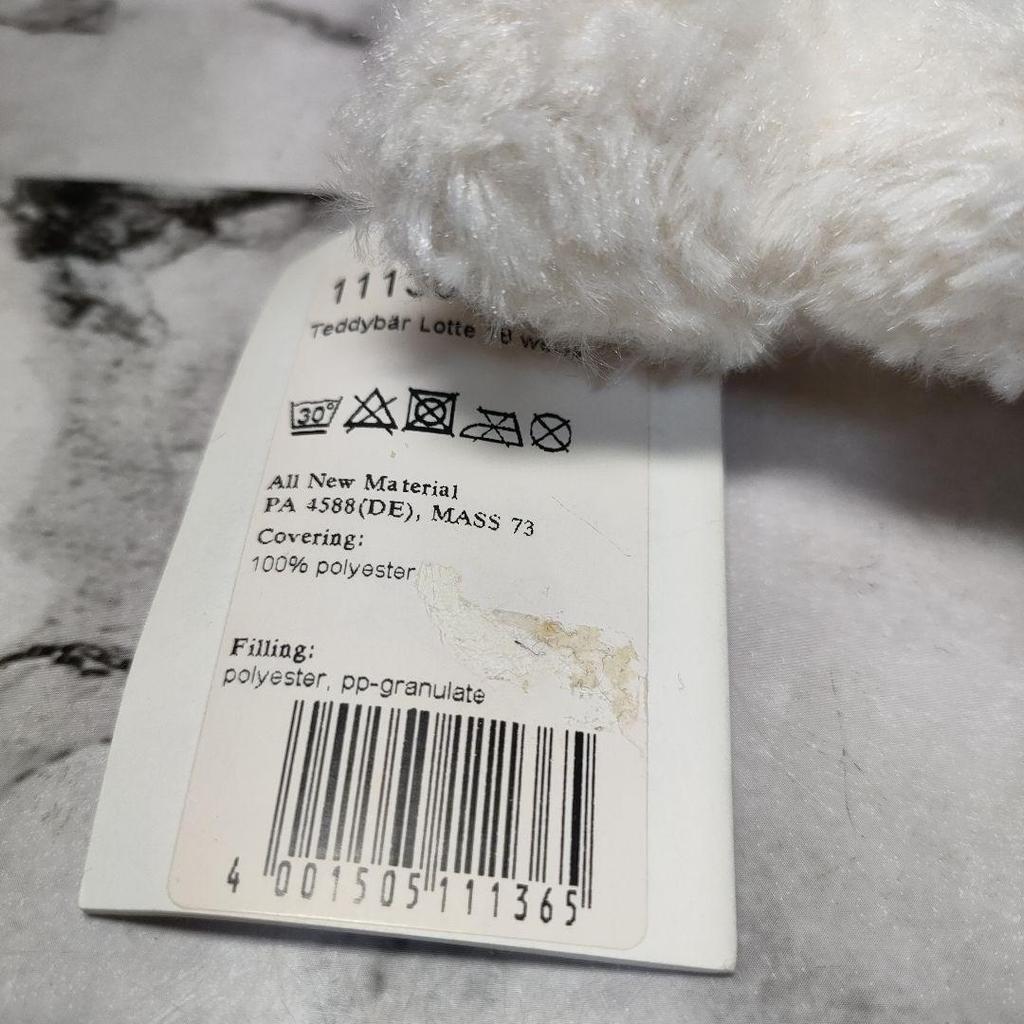 Teddybär Lotte
30°
All New Material
PA 4588(DE), MASS 73
Covering:
100% polyester
Filling:
polyester, pp-granulate
4 001505 111365